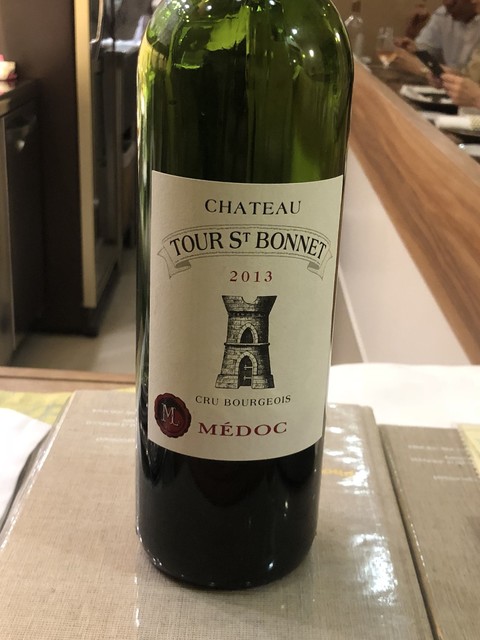 CHATEAU
TOUR ST BONNET
2013
CRU BOURGEOIS
ML
MÉDOC